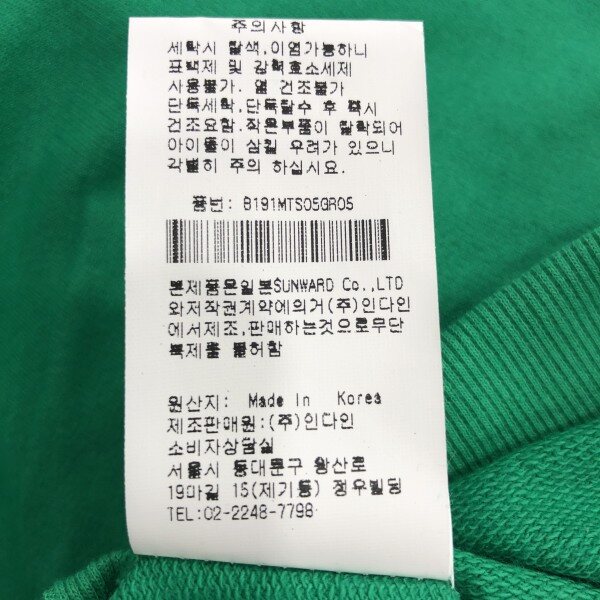 주의사항
세탁시 탈색,이염가능하니
표백제 및 강력효소세제
사용불가. 열 건조불가
단독세탁,단독탈수 후 즉시
건조요함.작은부품이 탈락되어
아이들이 삼킬 우려가 있으니
각별히 주의 하십시요.
품번: B191MTS05GR05
본제품은일본SUNWARD Co.,LTD
와저작권계약에의거(주)인다인
에서제조,판매하는것으로무단
복제를 불허함
원산지: Made In Korea
제조판매원:(주)인다인
소비자상담실
서울시 동대문구 왕산로
19마길 15(제기동) 정우빌딩
TEL:02-2248-7798